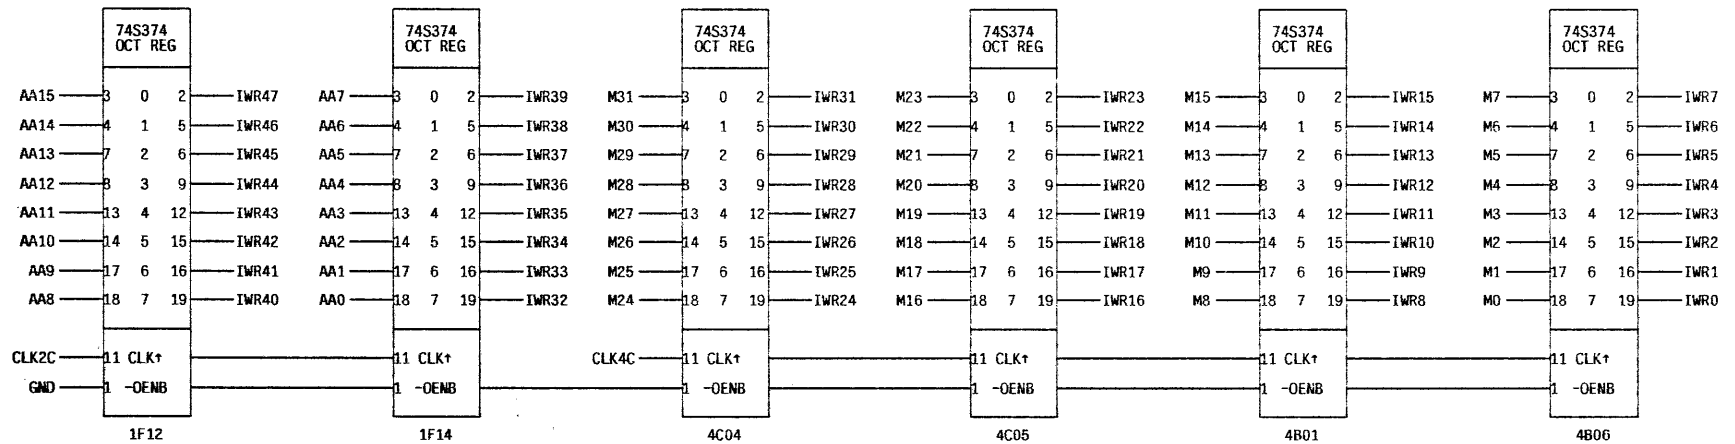 74S374 74S374 74S374 74S374 74S374 74S374
OCT REG OCT REG OCT REG OCT REG OCT REG OCT REG
AA15 3 0 2 IWR47 AA7 3 0 2 IWR39 M31 3 0 2 IWR31 M23 3 0 2 IWR23 M15 3 0 2 IWR15 M7 3 0 2 IWR7
AA14 4 1 5 IWR46 AA6 4 1 5 IWR38 M30 4 1 5 IWR30 M22 4 1 5 IWR22 M14 4 1 5 IWR14 M6 4 1 5 IWR6
AA13 7 2 6 IWR45 AA5 7 2 6 IWR37 M29 7 2 6 IWR29 M21 7 2 6 IWR21 M13 7 2 6 IWR13 M5 7 2 6 IWR5
AA12 8 3 9 IWR44 AA4 8 3 9 IWR36 M28 8 3 9 IWR28 M20 8 3 9 IWR20 M12 8 3 9 IWR12 M4 8 3 9 IWR4
AA11 13 4 12 IWR43 AA3 13 4 12 IWR35 M27 13 4 12 IWR27 M19 13 4 12 IWR19 M11 13 4 12 IWR11 M3 13 4 12 IWR3
AA10 14 5 15 IWR42 AA2 14 5 15 IWR34 M26 14 5 15 IWR26 M18 14 5 15 IWR18 M10 14 5 15 IWR10 M2 14 5 15 IWR2
AA9 17 6 16 IWR41 AA1 17 6 16 IWR33 M25 17 6 16 IWR25 M17 17 6 16 IWR17 M9 17 6 16 IWR9 M1 17 6 16 IWR1
AA8 18 7 19 IWR40 AA0 18 7 19 IWR32 M24 18 7 19 IWR24 M16 18 7 19 IWR16 M8 18 7 19 IWR8 M0 18 7 19 IWR0
CLK2C 11 CLK↑ 11 CLK↑ CLK4C 11 CLK↑ 11 CLK↑ 11 CLK↑ 11 CLK↑
GND 1 -OENB 1 -OENB 1 -OENB 1 -OENB 1 -OENB 1 -OENB
1F12 1F14 4C04 4C05 4B01 4B06